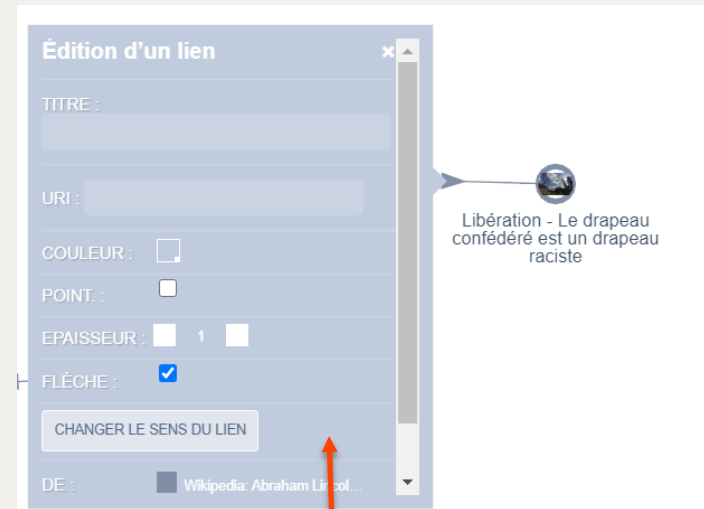 Édition d'un lien ×
TITRE :
URI :
COULEUR :
POINT. :
EPAISSEUR : 1
FLÈCHE :
CHANGER LE SENS DU LIEN
DE : Wikipedia: Abraham Lincol...
Libération - Le drapeau
confédéré est un drapeau
raciste